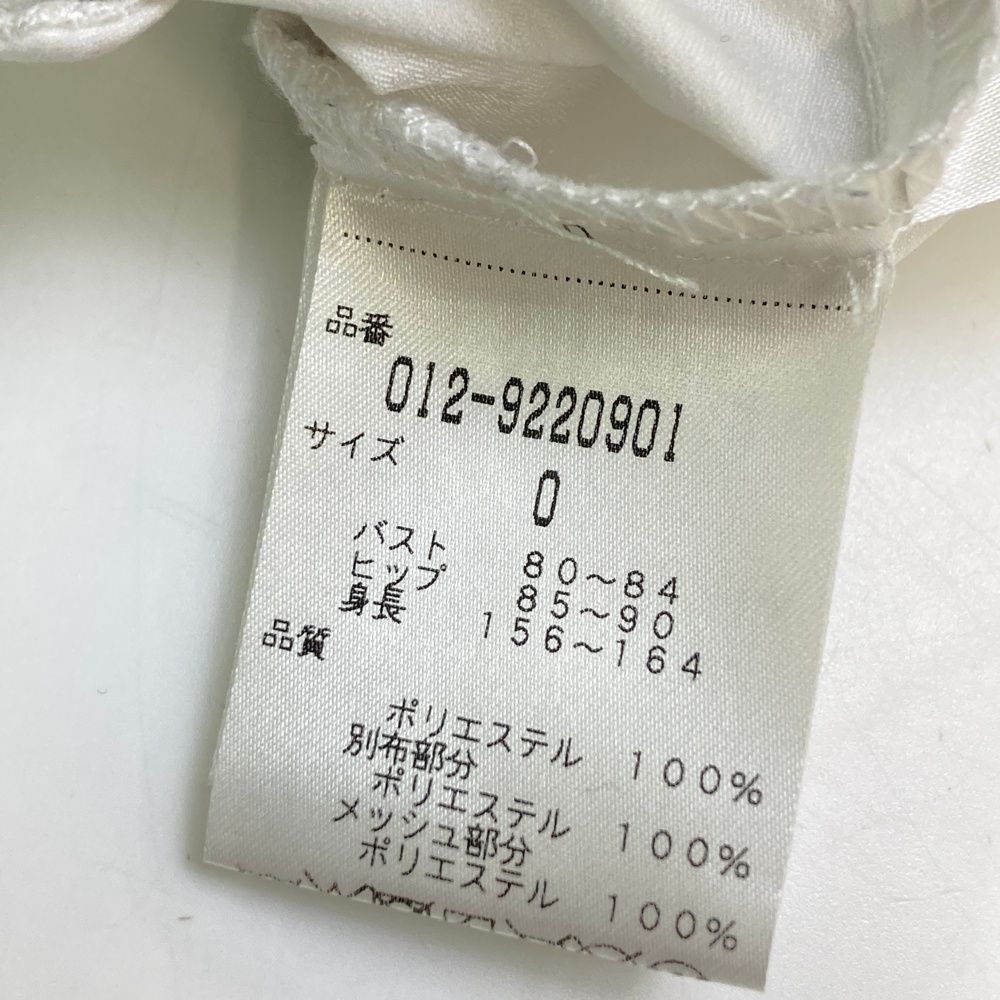 品番
012-9220901
サイズ
0
バスト 80～84
ヒップ 85～90
身長 156～164
品質
ポリエステル 100%
別布部分
ポリエステル 100%
メッシュ部分
ポリエステル 100%